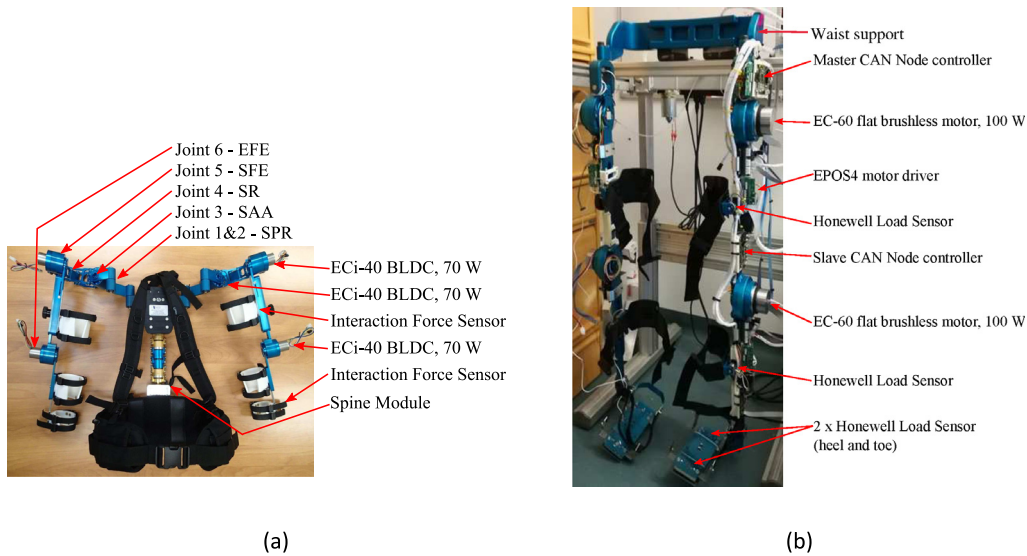 Joint 6 - EFE
Joint 5 - SFE
Joint 4 - SR
Joint 3 - SAA
Joint 1&2 - SPR
ECi-40 BLDC, 70 W
ECi-40 BLDC, 70 W
Interaction Force Sensor
ECi-40 BLDC, 70 W
Interaction Force Sensor
Spine Module
(a)
Waist support
Master CAN Node controller
EC-60 flat brushless motor, 100 W
EPOS4 motor driver
Honewell Load Sensor
Slave CAN Node controller
EC-60 flat brushless motor, 100 W
Honewell Load Sensor
2 x Honewell Load Sensor
(heel and toe)
(b)